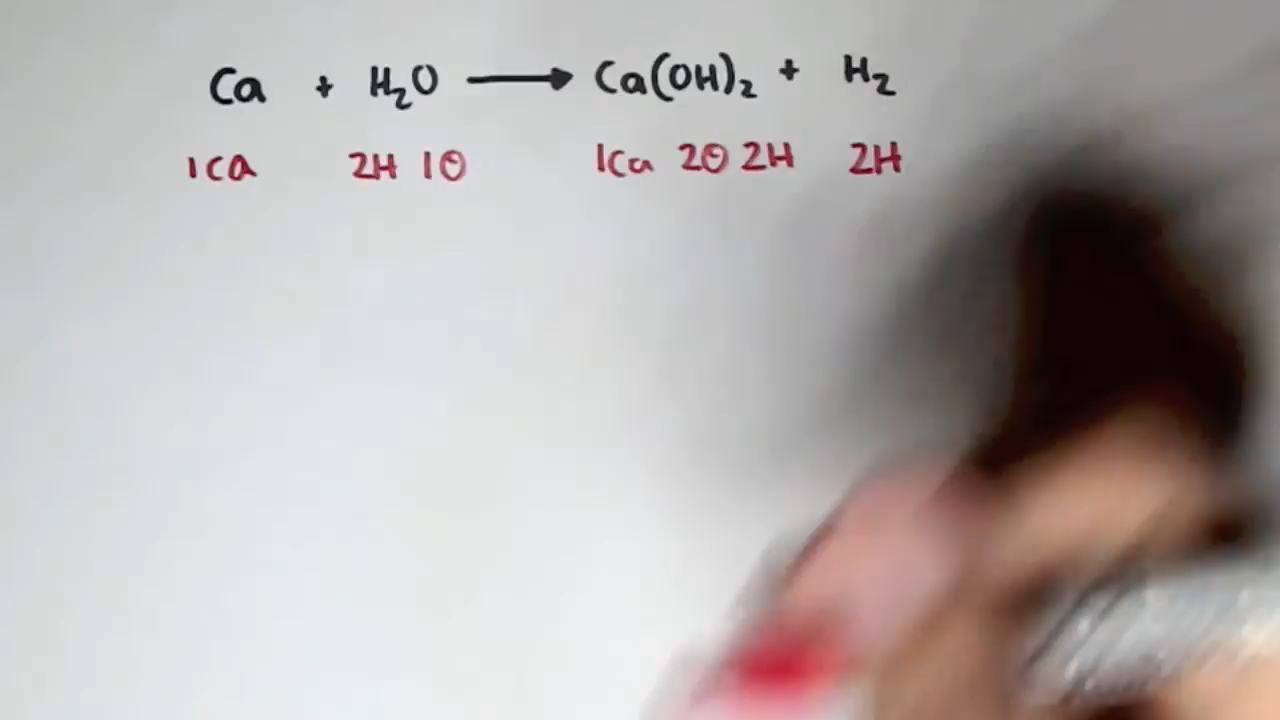 Ca + H₂O ⟶ Ca(OH)₂ + H₂
1Ca 2H 1O 1Ca 2O 2H 2H